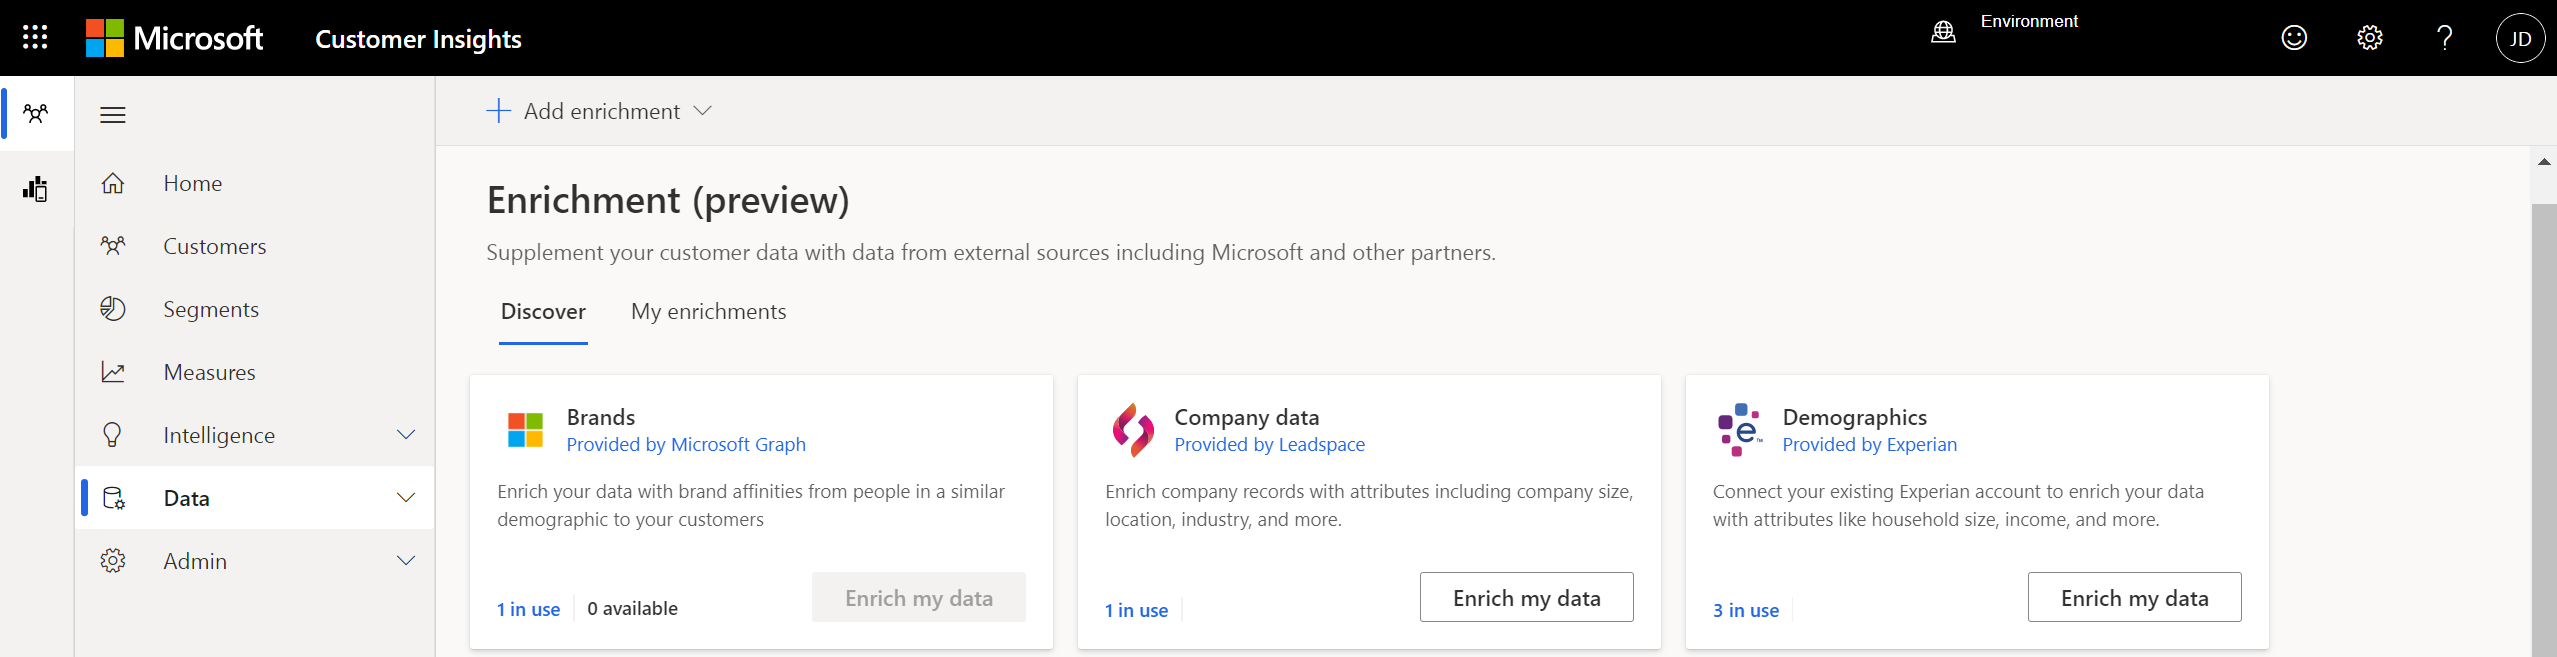 Microsoft
Customer Insights
Environment
JD
Add enrichment
Home
Customers
Segments
Measures
Intelligence
Data
Admin
Enrichment (preview)
Supplement your customer data with data from external sources including Microsoft and other partners.
Discover
My enrichments
Brands
Provided by Microsoft Graph
Enrich your data with brand affinities from people in a similar
demographic to your customers
1 in use
0 available
Enrich my data
Company data
Provided by Leadspace
Enrich company records with attributes including company size,
location, industry, and more.
1 in use
Enrich my data
Demographics
Provided by Experian
Connect your existing Experian account to enrich your data
with attributes like household size, income, and more.
3 in use
Enrich my data